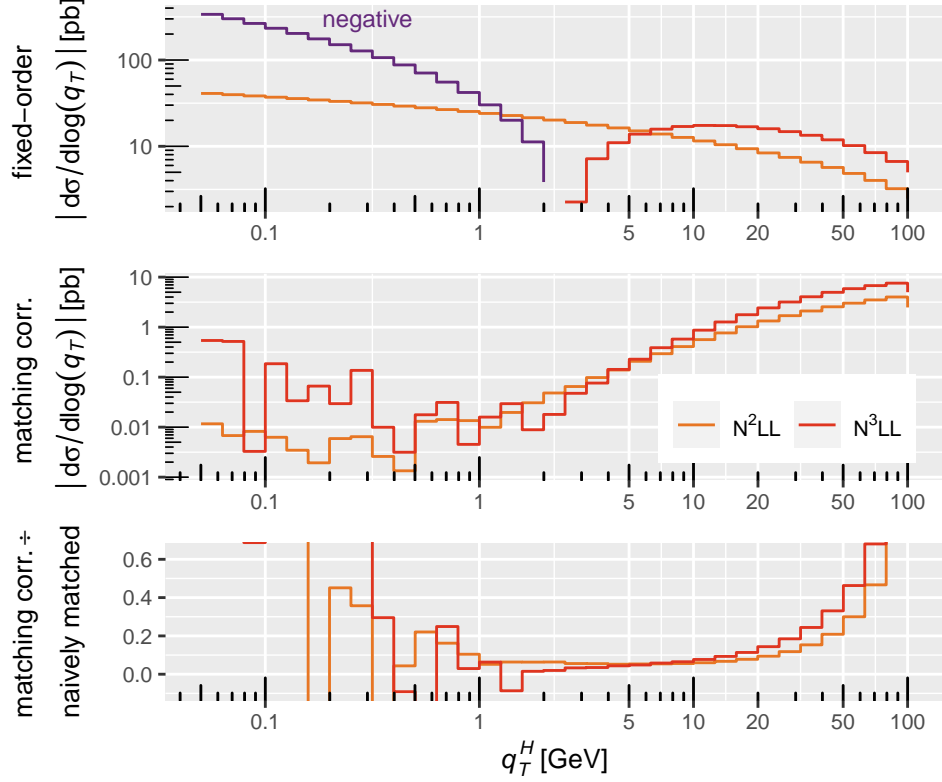 negative
fixed−order
| dσ/dlog(q_T) | [pb]
100
10
0.1 1 5 10 20 50 100
matching corr.
| dσ/dlog(q_T) | [pb]
10
1
0.1
0.01
0.001
N²LL N³LL
0.1 1 5 10 20 50 100
matching corr. ÷
naively matched
0.6
0.4
0.2
0.0
0.1 1 5 10 20 50 100
q_T^H [GeV]